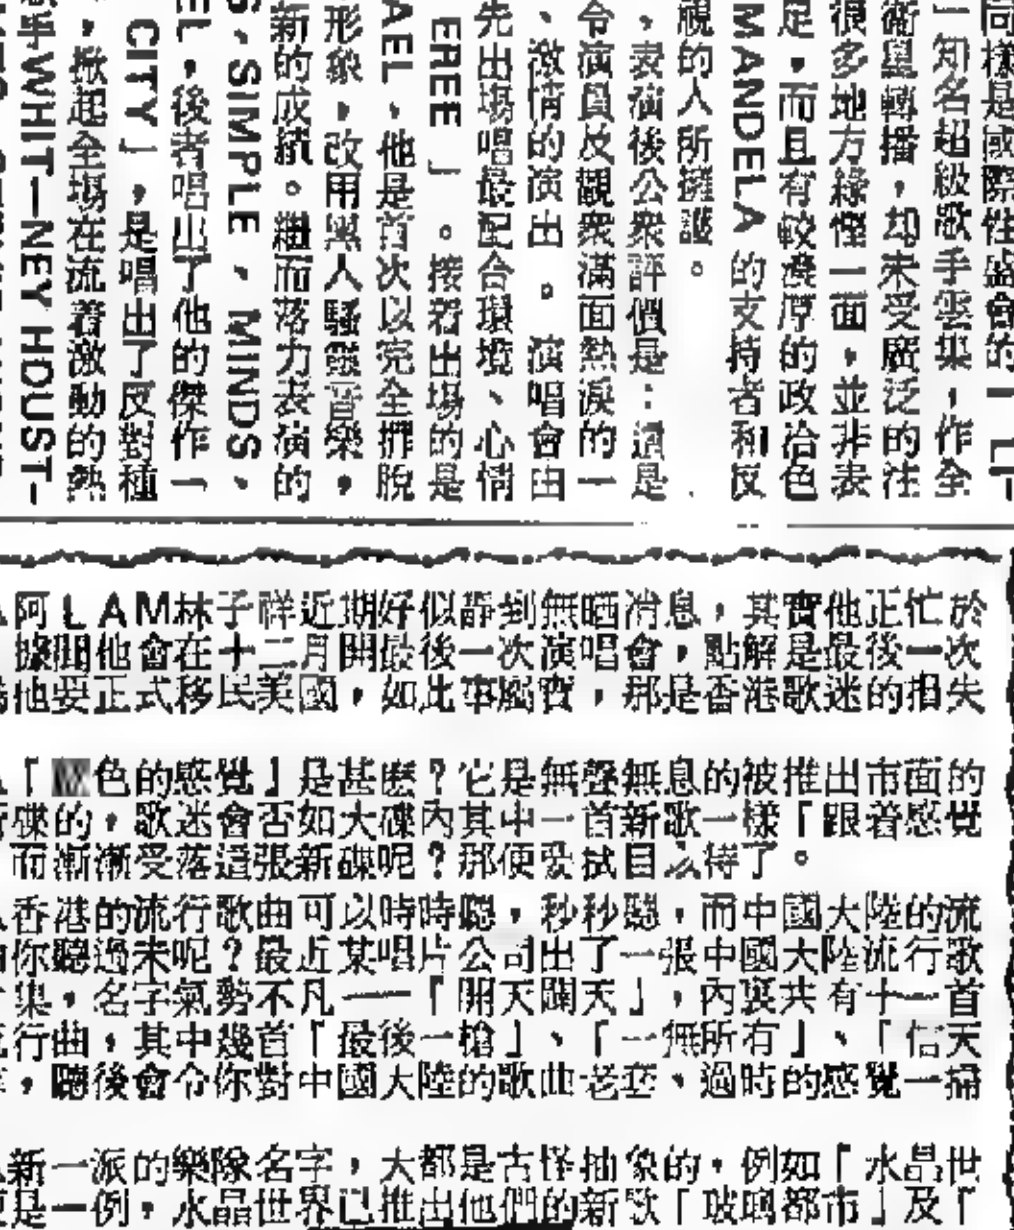 同樣是國際性盛會的「
」知名超級歌手雲集，作全
衛星轉播，却未受廣泛的注
很多地方緣慳一面，並非表
足，而且有較濃厚的政治色
MANDELA 的支持者和反
視的人所擁護。
，表演後公衆評價是：這是
令演員及觀衆滿面熱淚的一
、激情的演出。演唱會由
先出場唱最配合環境、心情
EREE 」。接着出場的是
AEL、他是首次以完全擺脫
形象，改用黑人騷靈音樂，
新的成績。繼而落力表演的
S、SIMPLE、MINDS、
EL，後者唱出了他的傑作「
CITY」，是唱出了反對種
，掀起全場在流着激動的熱
手WHIT—NEY HOUST-
阿LAM林子祥近期好似靜到無晒消息，其實他正忙於
據聞他會在十二月開最後一次演唱會，點解是最後一次
他要正式移民美國，如此事屬實，那是香港歌迷的損失
「色的感覺」是甚麼？它是無聲無息的被推出市面的
碟的，歌迷會否如大碟內其中一首新歌一樣「跟着感覺
而漸漸受落這張新碟呢？那便要拭目以待了。
香港的流行歌曲可以時時聽，秒秒聽，而中國大陸的流
你聽過未呢？最近某唱片公司出了一張中國大陸流行歌
集，名字氣勢不凡——「開天闢天」，內裏共有十一首
行曲，其中幾首「最後一槍」、「一無所有」、「信天
，聽後會令你對中國大陸的歌曲老套、過時的感覺一掃
新一派的樂隊名字，大都是古怪抽象的，例如「水晶世
是一例，水晶世界已推出他們的新歌「玻璃都市」及「